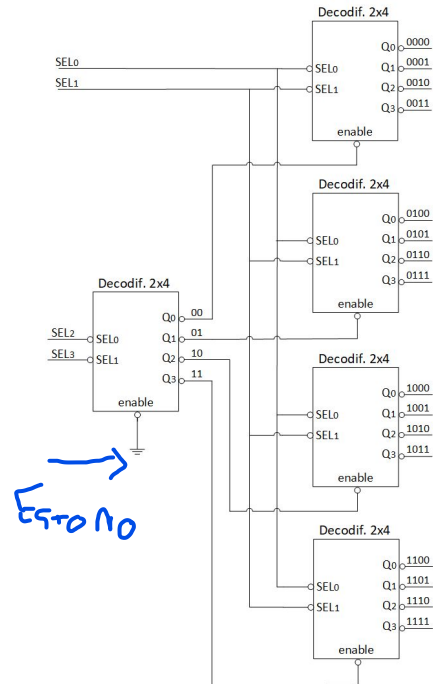 Decodif. 2x4
Q0 0000
SEL0
SEL0
Q1 0001
SEL1
SEL1
Q2 0010
Q3 0011
enable
Decodif. 2x4
Q0 0100
SEL0
Q1 0101
SEL1
Q2 0110
Q3 0111
enable
Decodif. 2x4
Q0 00
SEL2
SEL0
Q1 01
SEL3
SEL1
Q2 10
Q3 11
enable
Decodif. 2x4
Q0 1000
SEL0
Q1 1001
SEL1
Q2 1010
Q3 1011
enable
Esto no
Decodif. 2x4
Q0 1100
SEL0
Q1 1101
SEL1
Q2 1110
Q3 1111
enable